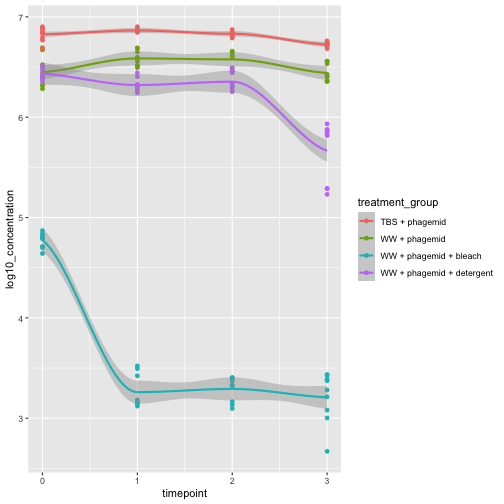 log10_concentration
7
6
5
4
3
0 1 2 3
timepoint
treatment_group
TBS + phagemid
WW + phagemid
WW + phagemid + bleach
WW + phagemid + detergent